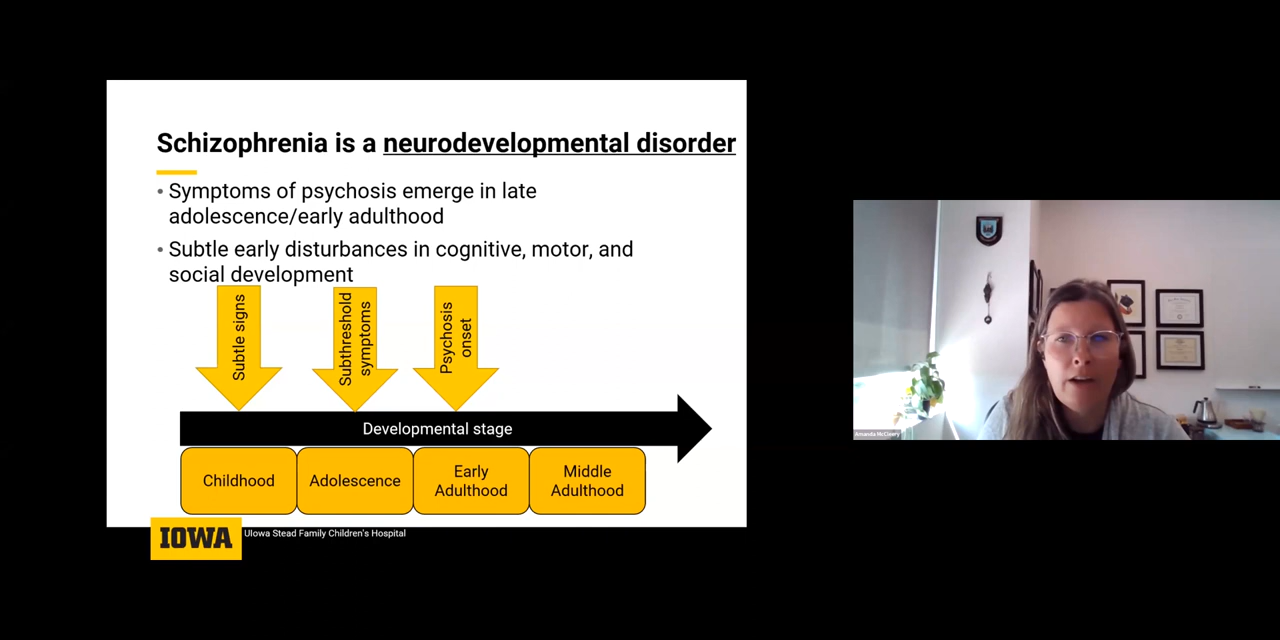 Schizophrenia is a neurodevelopmental disorder
• Symptoms of psychosis emerge in late
adolescence/early adulthood
• Subtle early disturbances in cognitive, motor, and
social development
Subtle signs
Subthreshold
symptoms
Psychosis
onset
Developmental stage
Childhood
Adolescence
Early
Adulthood
Middle
Adulthood
IOWA
UIowa Stead Family Children's Hospital
Amanda McCleery